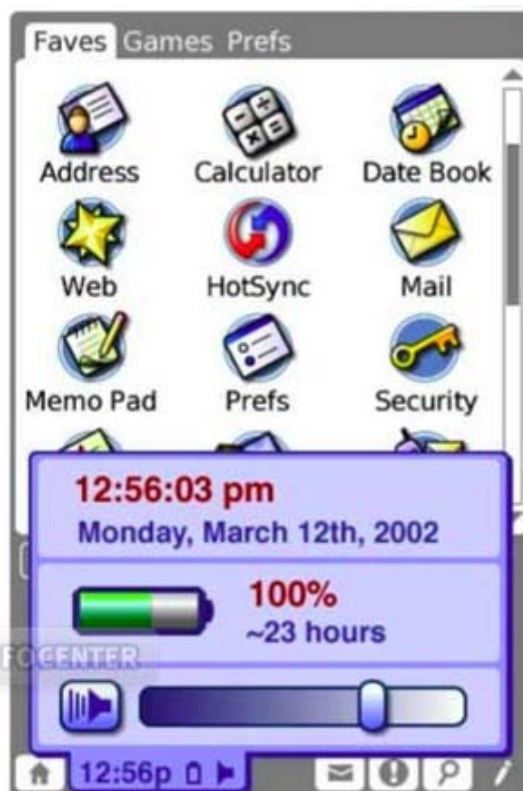 Faves Games Prefs
Address Calculator Date Book
Web HotSync Mail
Memo Pad Prefs Security
12:56:03 pm
Monday, March 12th, 2002
100%
~23 hours
FOCENTER
12:56p